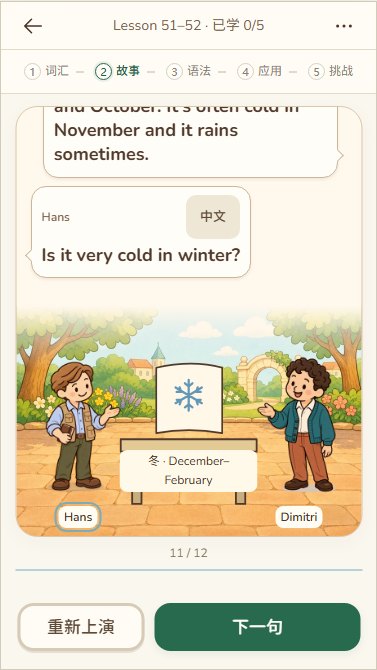 Lesson 51–52 · 已学 0/5
1 词汇 – 2 故事 – 3 语法 – 4 应用 – 5 挑战
and October. It's often cold in
November and it rains
sometimes.
Hans
中文
Is it very cold in winter?
冬 · December–
February
Hans
Dimitri
11 / 12
重新上演
下一句